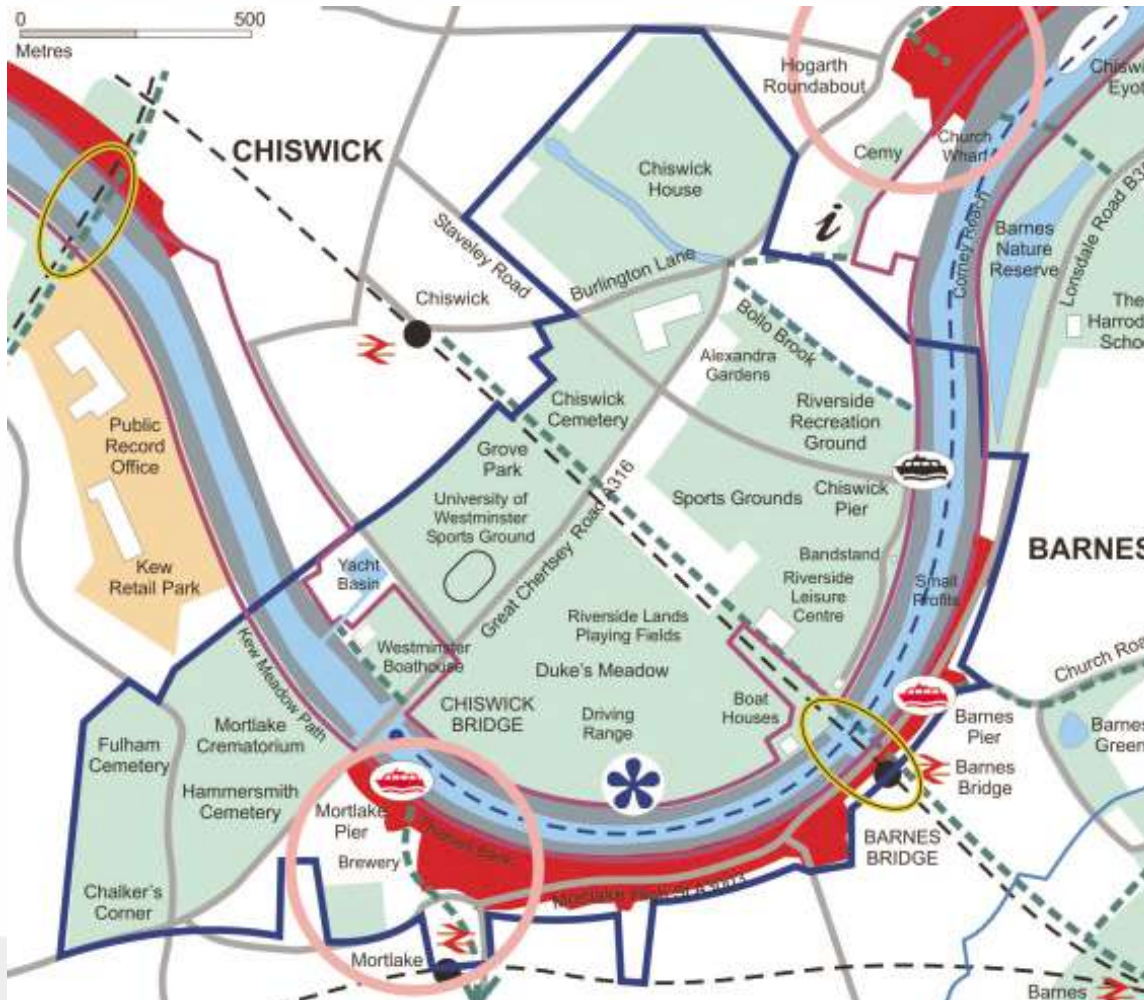 0
500
Metres
Hogarth
Roundabout
Chiswick
Eyot
CHISWICK
Cemy
Church
Wharf
Chiswick
House
i
Corney Reach
Barnes
Nature
Reserve
Lonsdale Road
Staveley Road
Burlington Lane
Chiswick
Bollo Brook
The
Alexandra
Gardens
Chiswick
Cemetery
Riverside
Recreation
Ground
Public
Record
Office
Grove
Park
University of
Westminster
Sports Ground
Great Chertsey Road A316
Sports Grounds
Chiswick
Pier
BARNES
Bandstand
Riverside
Leisure
Centre
Small
Profits
Kew
Retail Park
Yacht
Basin
Riverside Lands
Playing Fields
Westminster
Boathouse
Duke's Meadow
Kew Meadow Path
CHISWICK
BRIDGE
Boat
Houses
Driving
Range
Church
Barnes
Pier
Barnes
Green
Barnes
Bridge
Mortlake
Crematorium
Fulham
Cemetery
Hammersmith
Cemetery
Mortlake
Pier
Brewery
BARNES
BRIDGE
Mortlake High St
Chalker's
Corner
Mortlake
Barnes